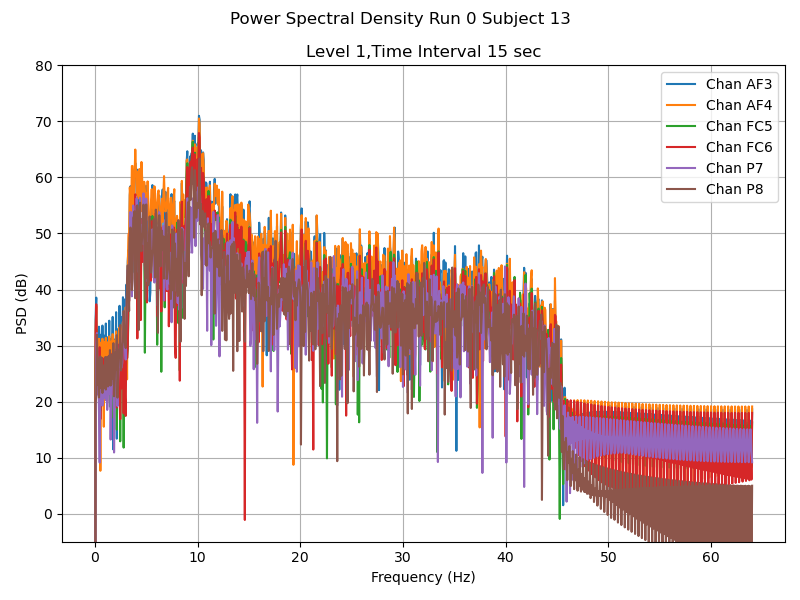 Power Spectral Density Run 0 Subject 13
Level 1,Time Interval 15 sec
Chan AF3
Chan AF4
Chan FC5
Chan FC6
Chan P7
Chan P8
PSD (dB)
80
70
60
50
40
30
20
10
0
0 10 20 30 40 50 60
Frequency (Hz)